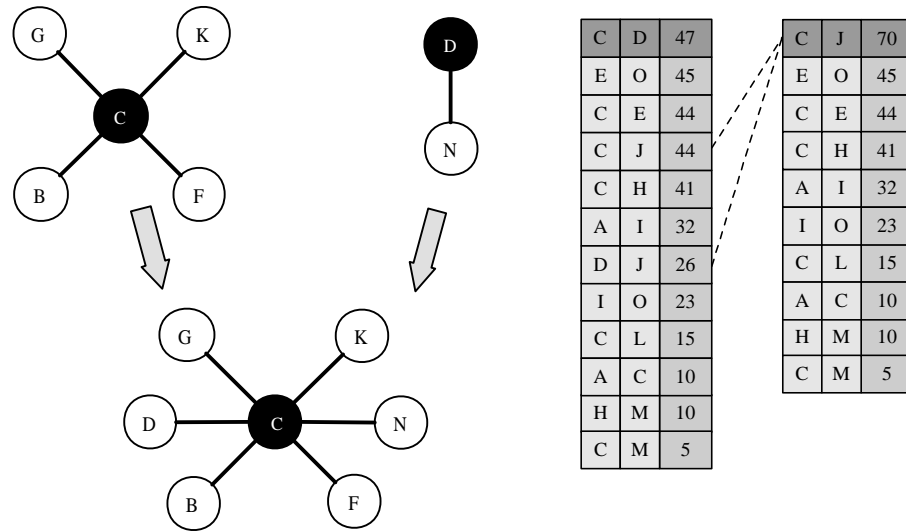 G K
C
B F
D
N
G K
D C N
B F
C D 47
E O 45
C E 44
C J 44
C H 41
A I 32
D J 26
I O 23
C L 15
A C 10
H M 10
C M 5
C J 70
E O 45
C E 44
C H 41
A I 32
I O 23
C L 15
A C 10
H M 10
C M 5